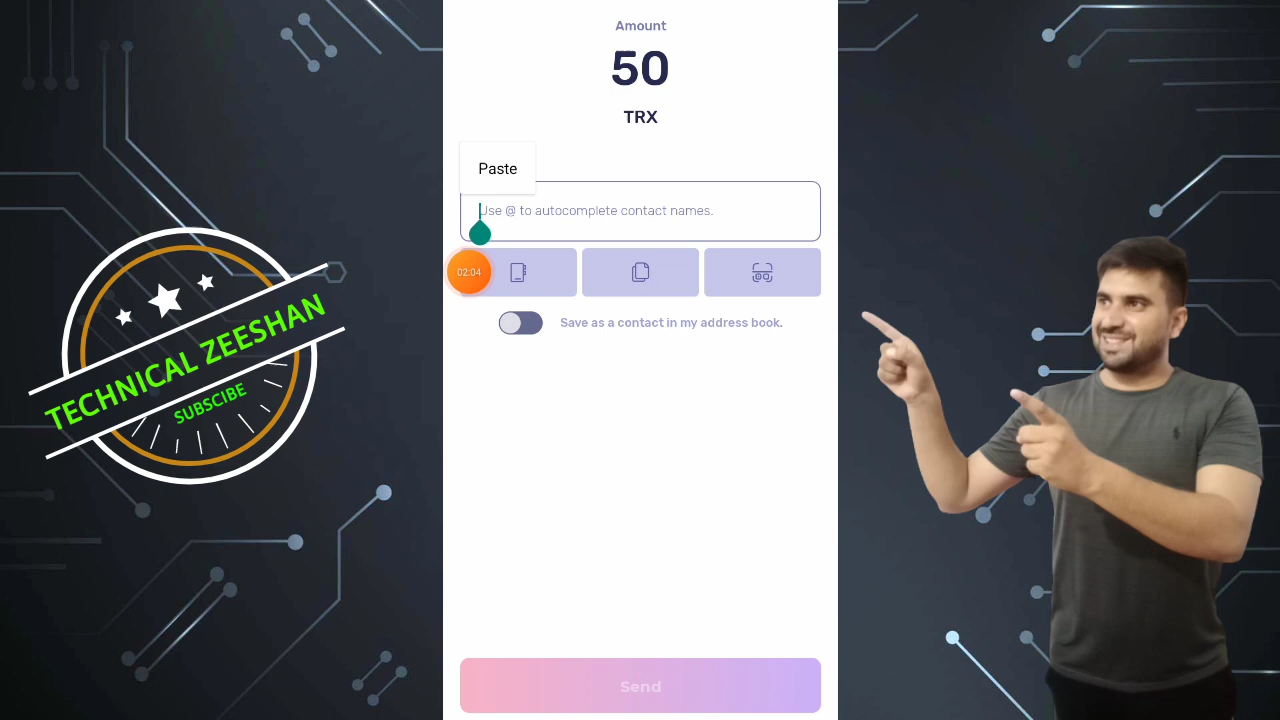 Amount
50
TRX
Paste
Use @ to autocomplete contact names.
02:04
Save as a contact in my address book.
Send
TECHNICAL ZEESHAN
SUBSCIBE